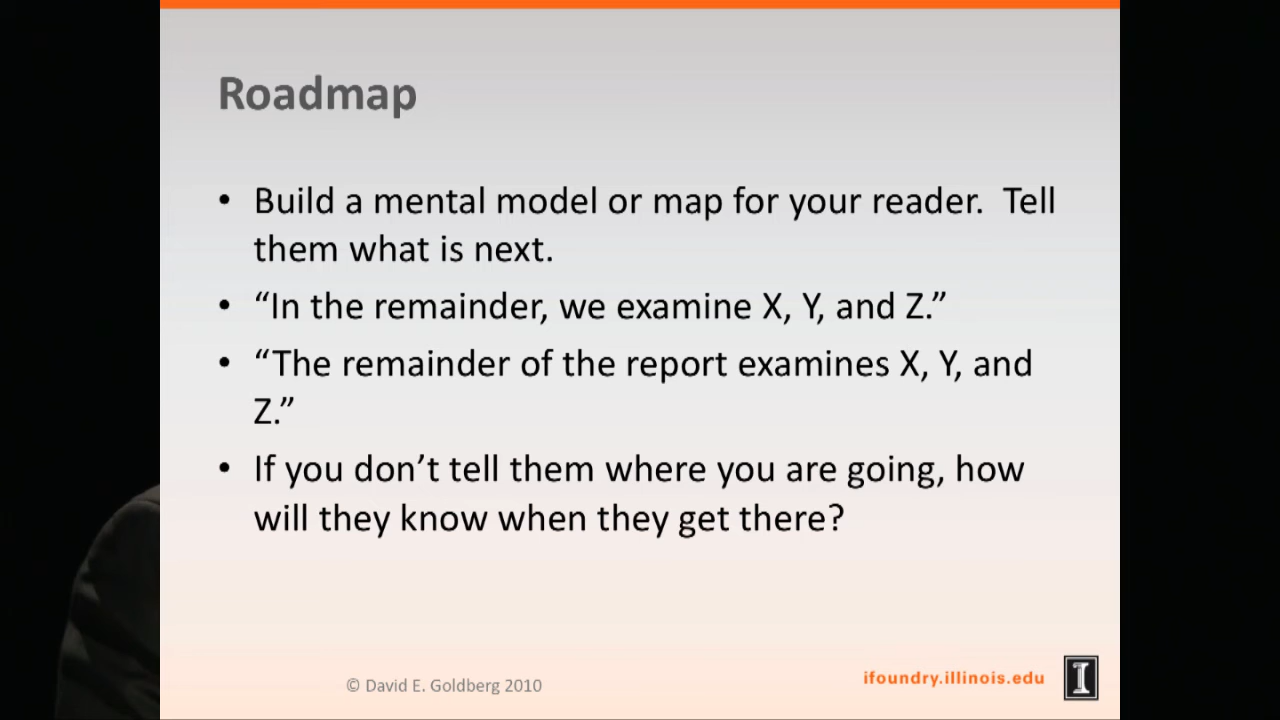 Roadmap
• Build a mental model or map for your reader.  Tell
them what is next.
• “In the remainder, we examine X, Y, and Z.”
• “The remainder of the report examines X, Y, and
Z.”
• If you don’t tell them where you are going, how
will they know when they get there?
© David E. Goldberg 2010
ifoundry.illinois.edu
I